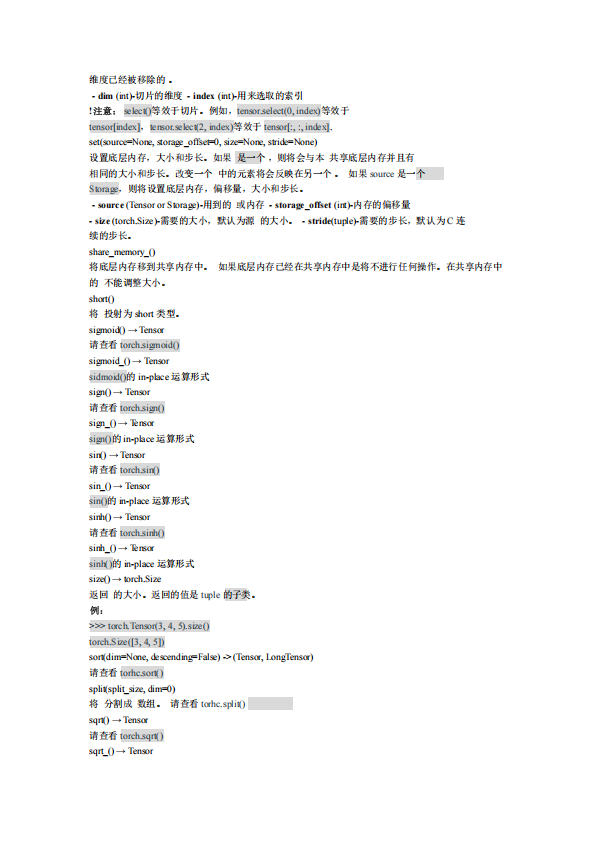 维度已经被移除的 。
- dim (int)-切片的维度 - index (int)-用来选取的索引
!注意： select()等效于切片。例如，tensor.select(0, index)等效于
tensor[index]，tensor.select(2, index)等效于 tensor[:, :, index].
set(source=None, storage_offset=0, size=None, stride=None)
设置底层内存，大小和步长。如果 是一个 ，则将会与本 共享底层内存并且有
相同的大小和步长。改变一个 中的元素将会反映在另一个 。 如果 source 是一个
Storage，则将设置底层内存，偏移量，大小和步长。
- source (Tensor or Storage)-用到的 或内存 - storage_offset (int)-内存的偏移量
- size (torch.Size)-需要的大小，默认为源 的大小。 - stride(tuple)-需要的步长，默认为 C 连
续的步长。
share_memory_()
将底层内存移到共享内存中。 如果底层内存已经在共享内存中是将不进行任何操作。在共享内存中
的 不能调整大小。
short()
将 投射为 short 类型。
sigmoid() → Tensor
请查看 torch.sigmoid()
sigmoid_() → Tensor
sidmoid()的 in-place 运算形式
sign() → Tensor
请查看 torch.sign()
sign_() → Tensor
sign()的 in-place 运算形式
sin() → Tensor
请查看 torch.sin()
sin_() → Tensor
sin()的 in-place 运算形式
sinh() → Tensor
请查看 torch.sinh()
sinh_() → Tensor
sinh()的 in-place 运算形式
size() → torch.Size
返回 的大小。返回的值是 tuple 的子类。
例：
>>> torch.Tensor(3, 4, 5).size()
torch.Size([3, 4, 5])
sort(dim=None, descending=False) -> (Tensor, LongTensor)
请查看 torhc.sort()
split(split_size, dim=0)
将 分割成 数组。 请查看 torhc.split()
sqrt() → Tensor
请查看 torch.sqrt()
sqrt_() → Tensor